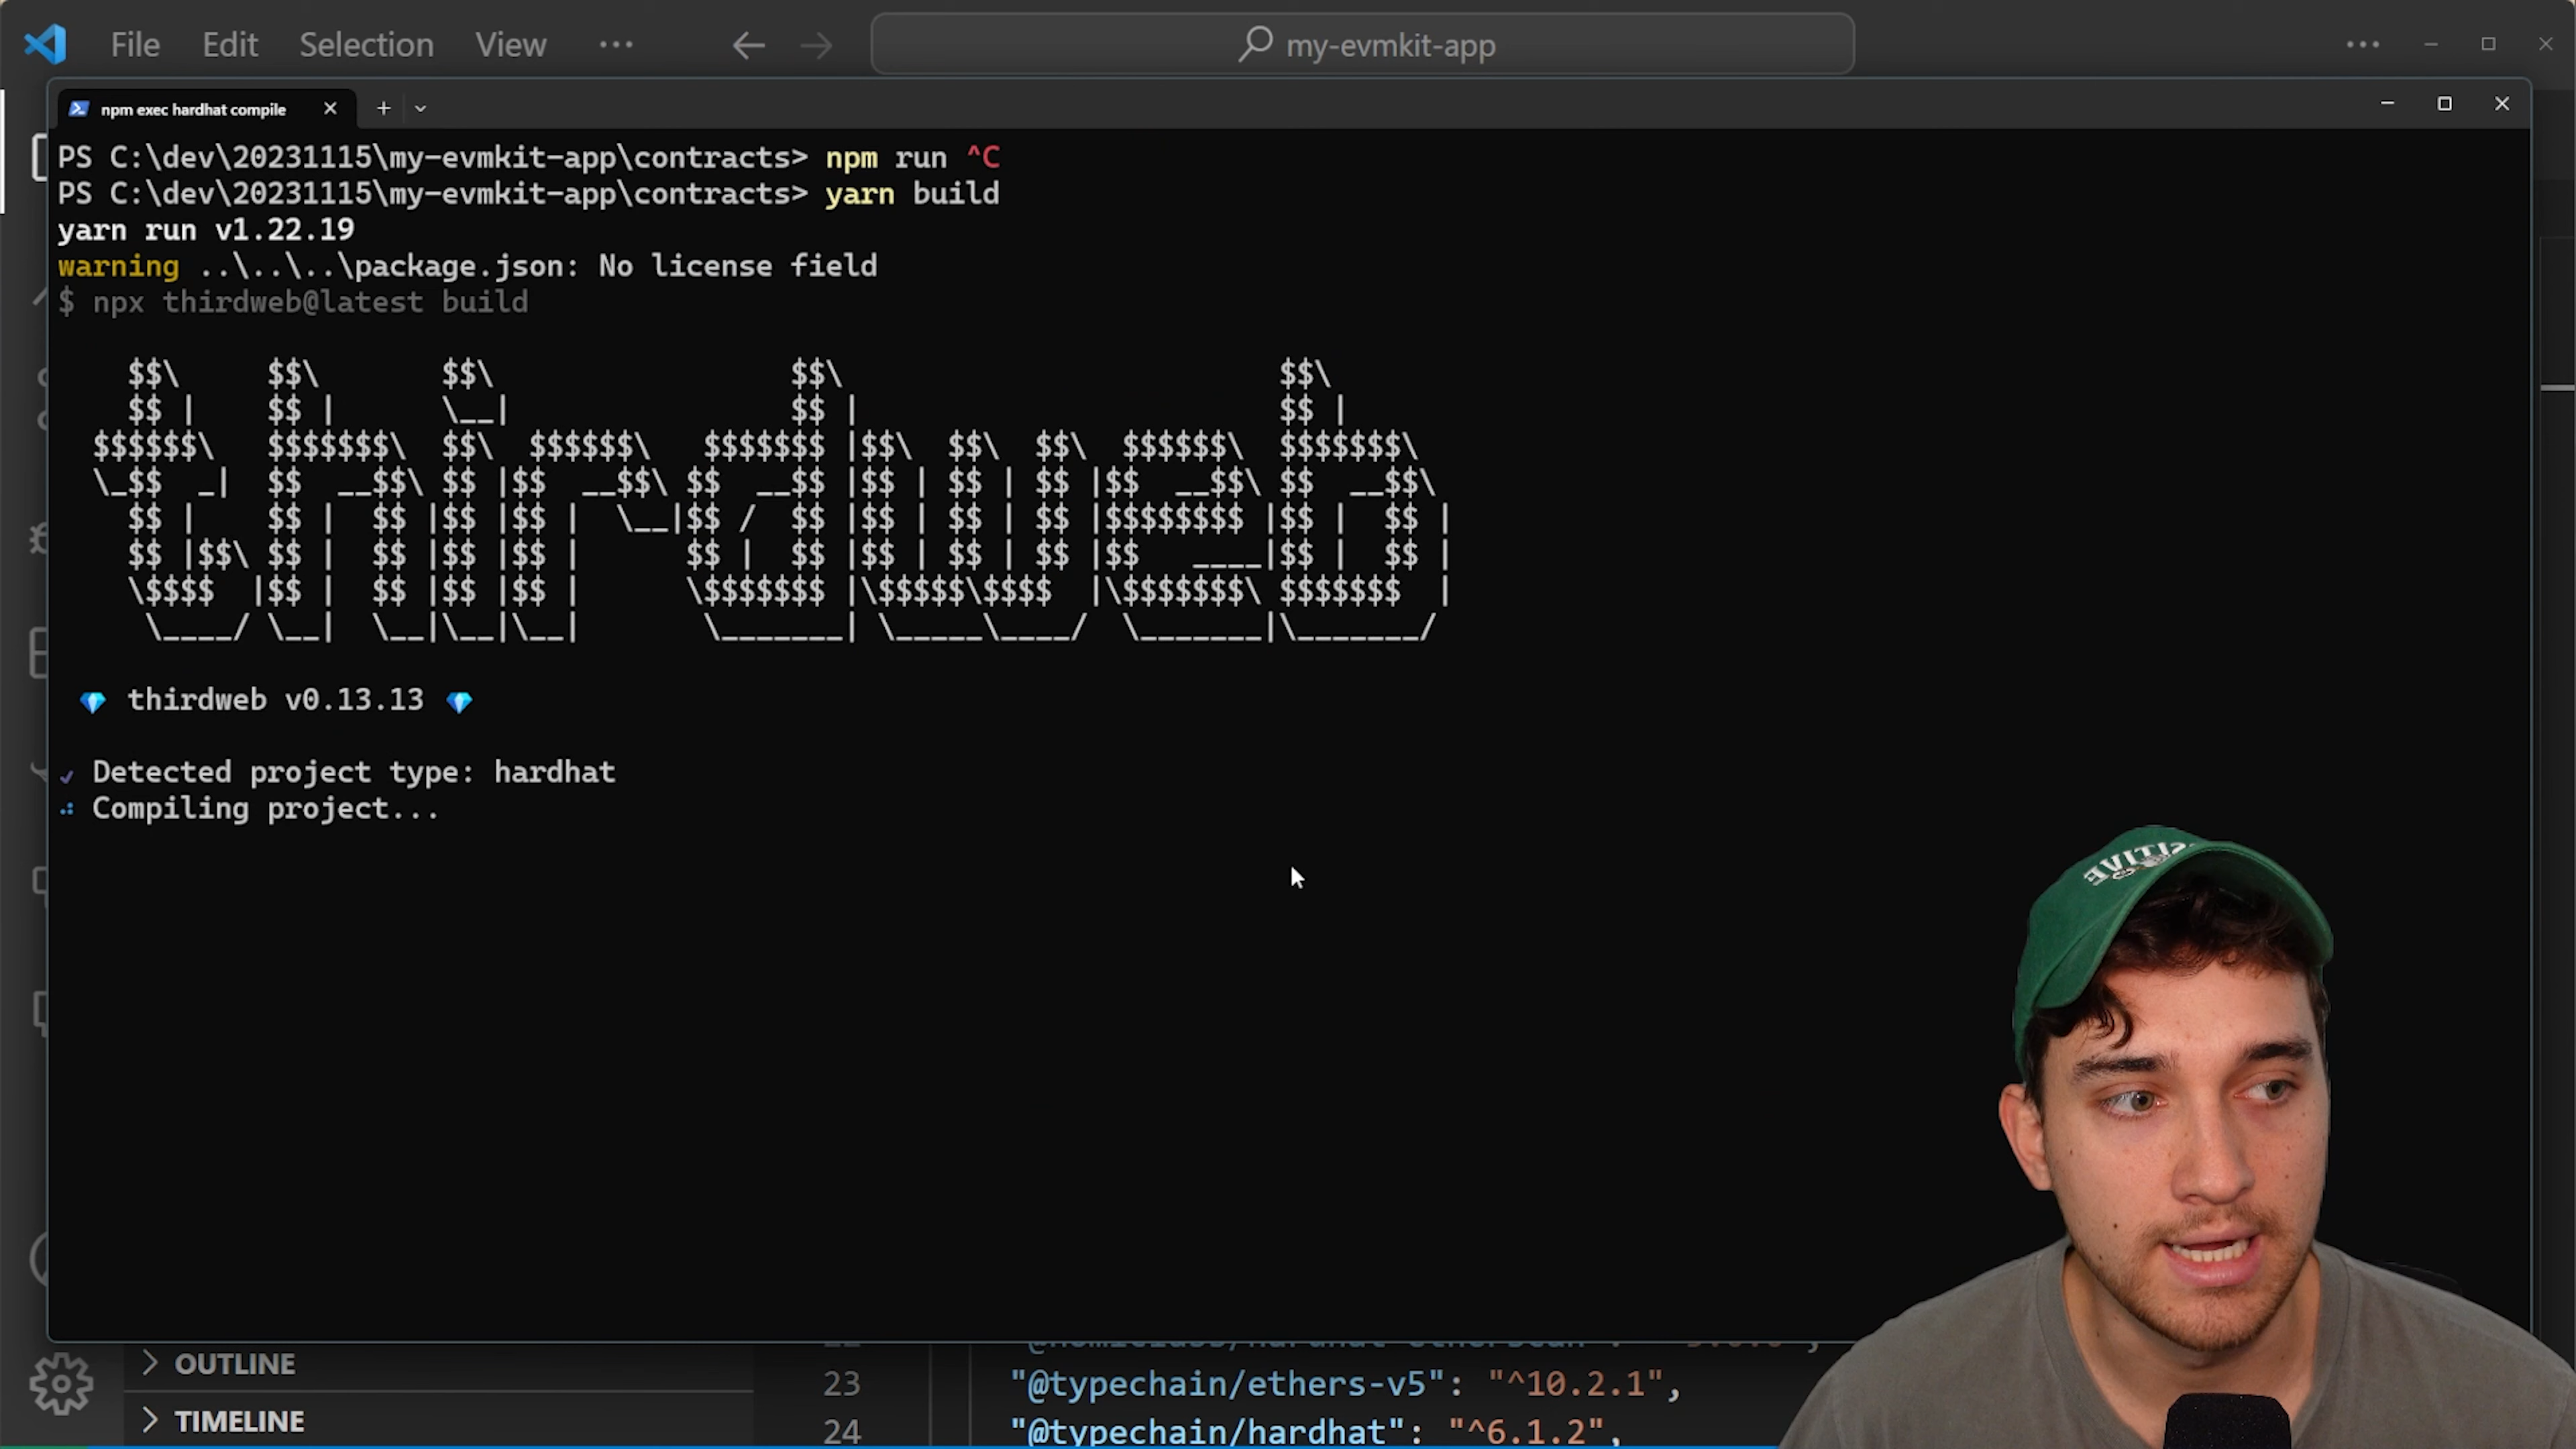 File Edit Selection View ...
my-evmkit-app
npm exec hardhat compile
PS C:\dev\20231115\my-evmkit-app\contracts> npm run ^C
PS C:\dev\20231115\my-evmkit-app\contracts> yarn build
yarn run v1.22.19
warning ..\..\..\package.json: No license field
$ npx thirdweb@latest build
thirdweb
thirdweb v0.13.13
Detected project type: hardhat
Compiling project...
OUTLINE
23 "@typechain/ethers-v5": "^10.2.1",
TIMELINE
24 "@typechain/hardhat": "^6.1.2",